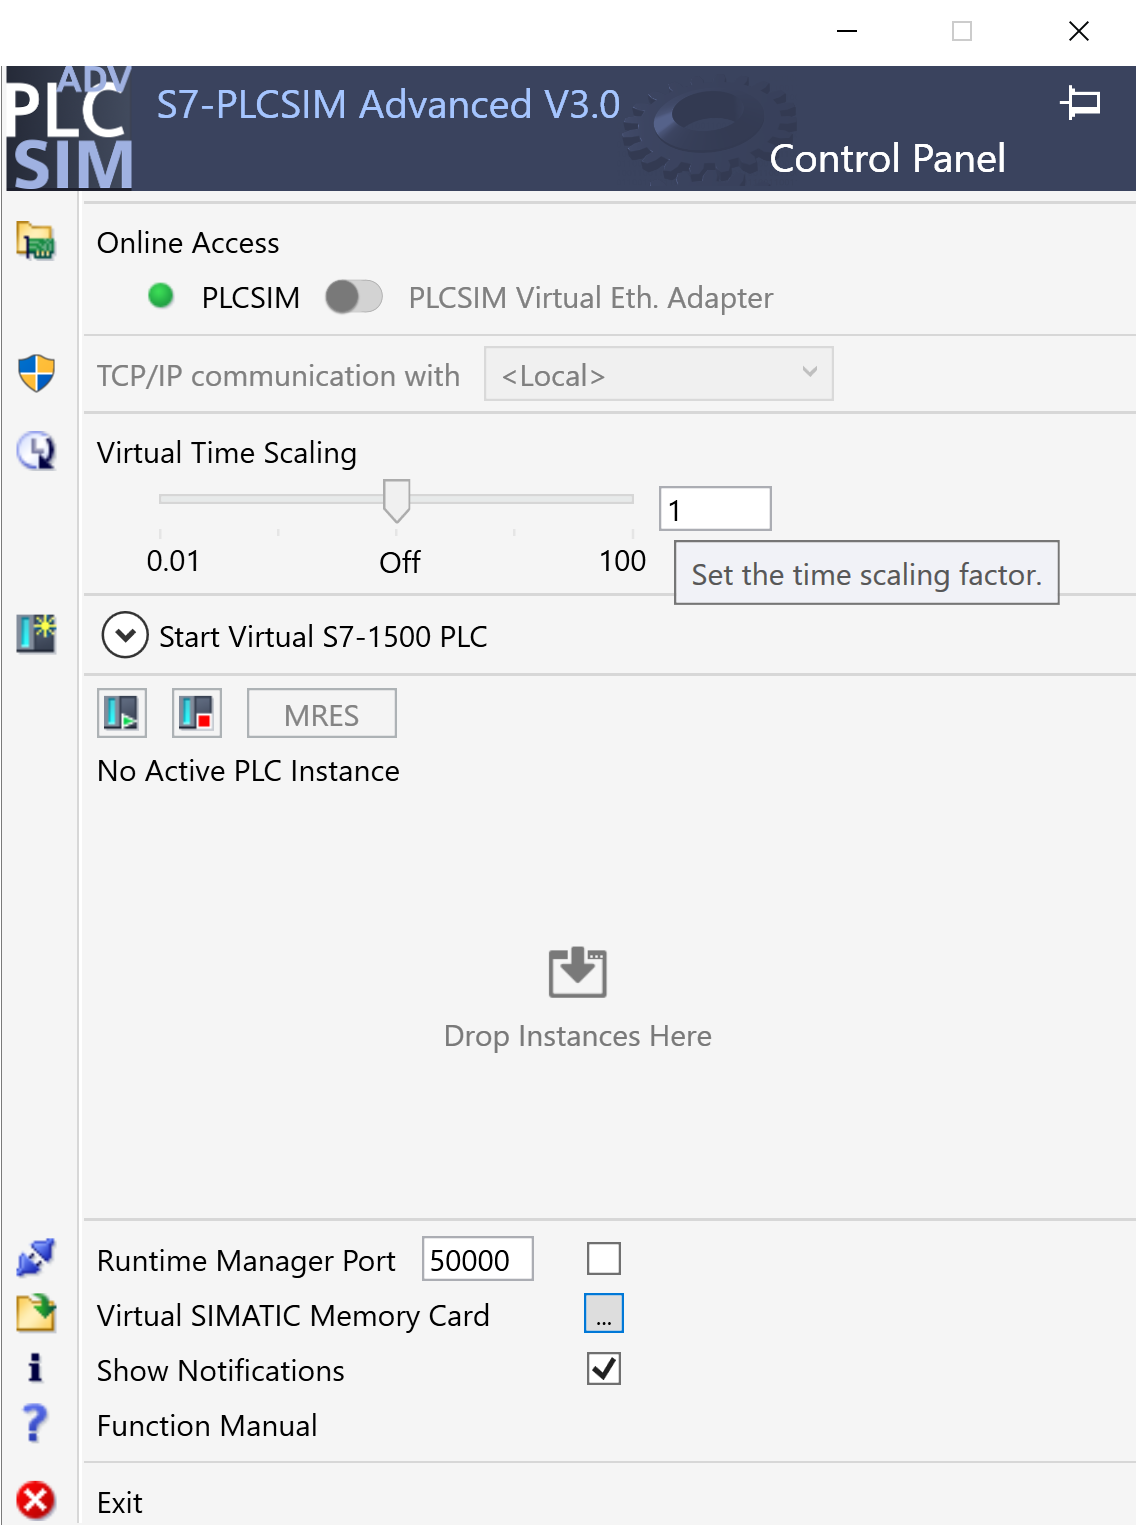 ADV
PLC
SIM
S7-PLCSIM Advanced V3.0
Control Panel
Online Access
PLCSIM PLCSIM Virtual Eth. Adapter
TCP/IP communication with <Local>
Virtual Time Scaling
1
0.01 Off 100
Set the time scaling factor.
Start Virtual S7-1500 PLC
MRES
No Active PLC Instance
Drop Instances Here
Runtime Manager Port 50000
Virtual SIMATIC Memory Card ...
Show Notifications
Function Manual
Exit